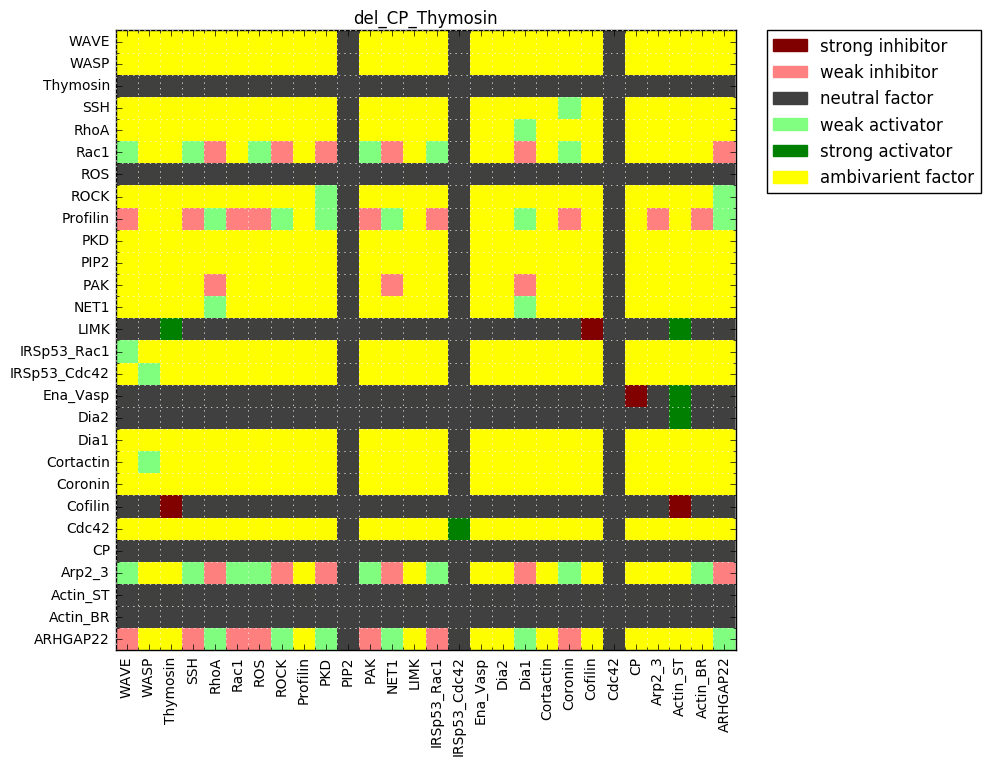 del_CP_Thymosin
WAVE
WASP
Thymosin
SSH
RhoA
Rac1
ROS
ROCK
Profilin
PKD
PIP2
PAK
NET1
LIMK
IRSp53_Rac1
IRSp53_Cdc42
Ena_Vasp
Dia2
Dia1
Cortactin
Coronin
Cofilin
Cdc42
CP
Arp2_3
Actin_ST
Actin_BR
ARHGAP22
WAVE
WASP
Thymosin
SSH
RhoA
Rac1
ROS
ROCK
Profilin
PKD
PIP2
PAK
NET1
LIMK
IRSp53_Rac1
IRSp53_Cdc42
Ena_Vasp
Dia2
Dia1
Cortactin
Coronin
Cofilin
Cdc42
CP
Arp2_3
Actin_ST
Actin_BR
ARHGAP22
strong inhibitor
weak inhibitor
neutral factor
weak activator
strong activator
ambivarient factor